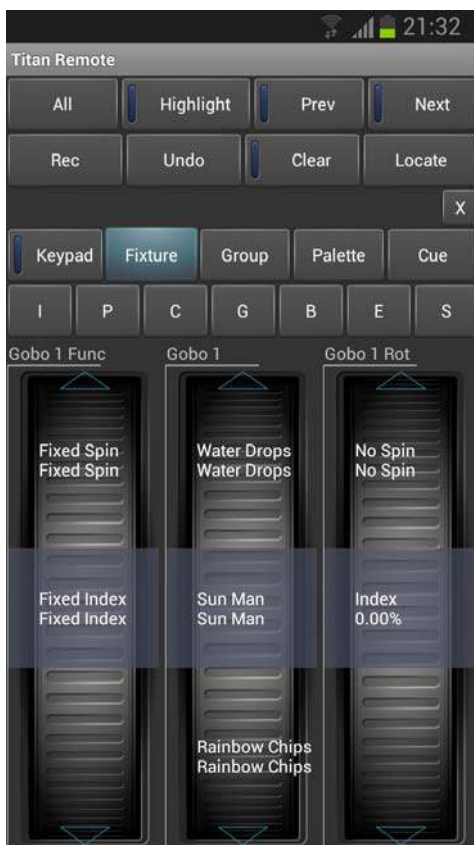 21:32
Titan Remote
All Highlight Prev Next
Rec Undo Clear Locate
X
Keypad Fixture Group Palette Cue
I P C G B E S
Gobo 1 Func Gobo 1 Gobo 1 Rot
Fixed Spin Water Drops No Spin
Fixed Spin Water Drops No Spin
Fixed Index Sun Man Index
Fixed Index Sun Man 0.00%
Rainbow Chips
Rainbow Chips